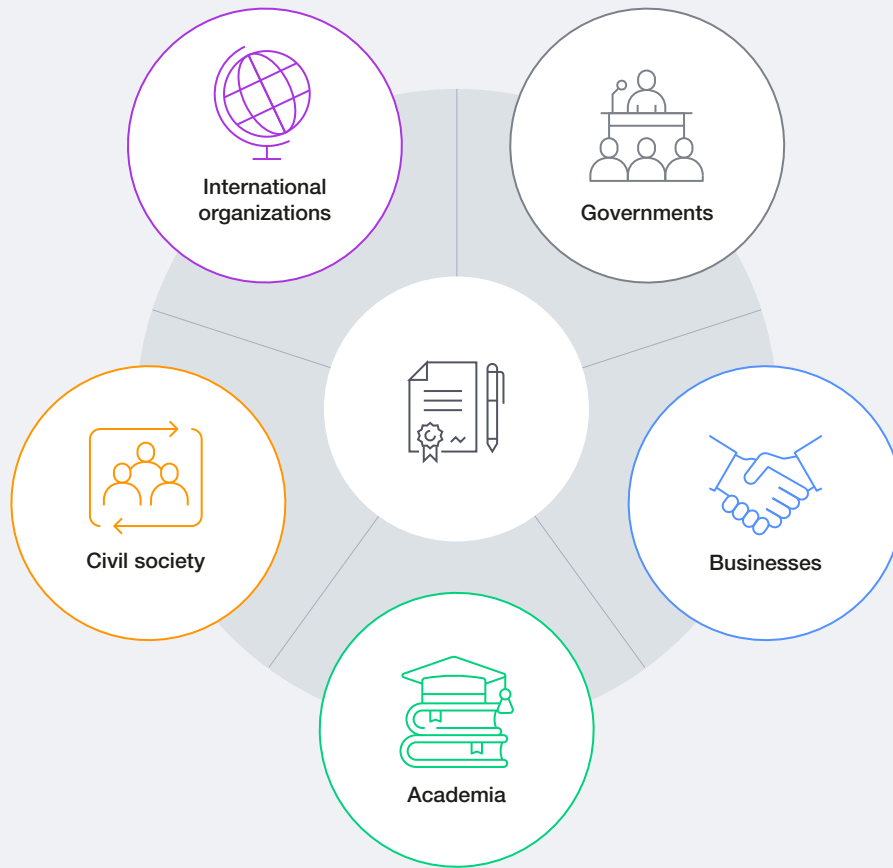 International
organizations
Governments
Civil society
Businesses
Academia